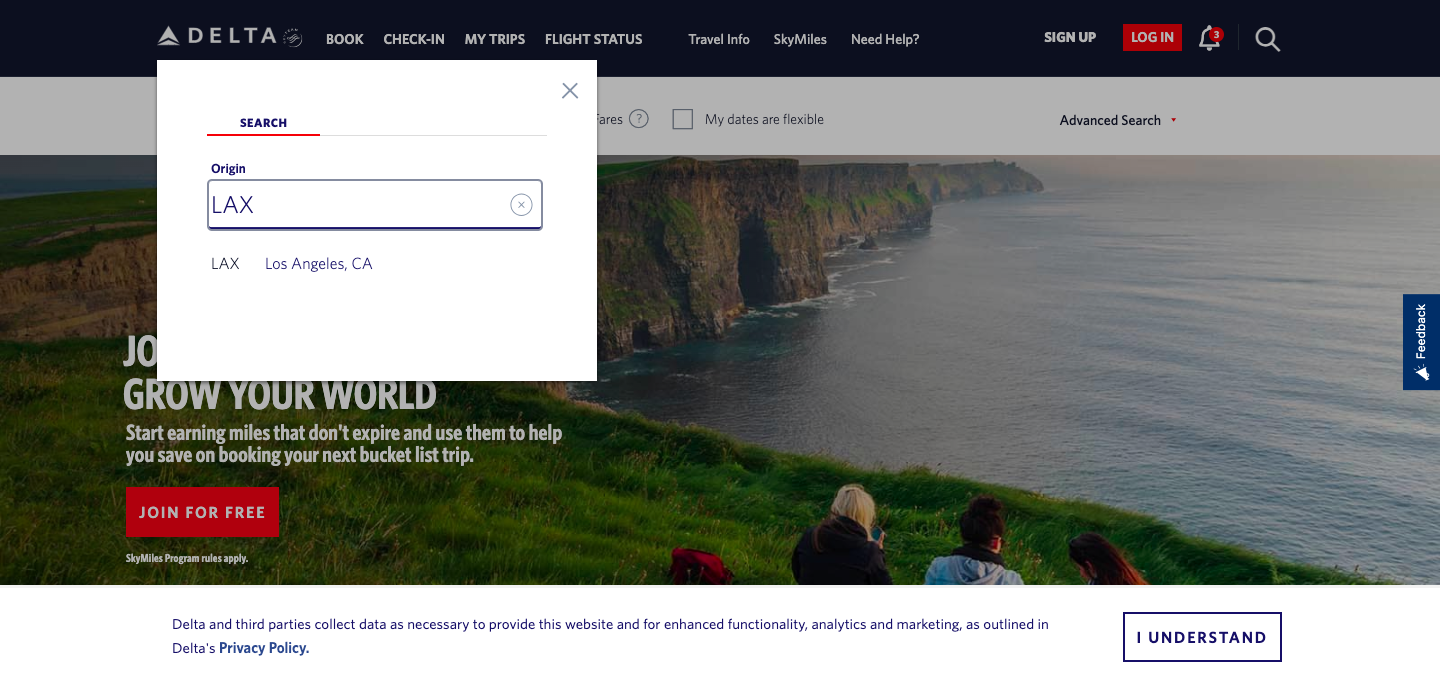 DELTA
BOOK
CHECK-IN
MY TRIPS
FLIGHT STATUS
Travel Info
SkyMiles
Need Help?
SIGN UP
LOG IN
3
SEARCH
Fares ?
My dates are flexible
Advanced Search
Origin
LAX
LAX Los Angeles, CA
Feedback
JO
GROW YOUR WORLD
Start earning miles that don't expire and use them to help
you save on booking your next bucket list trip.
JOIN FOR FREE
SkyMiles Program rules apply.
Delta and third parties collect data as necessary to provide this website and for enhanced functionality, analytics and marketing, as outlined in
Delta's Privacy Policy.
I UNDERSTAND